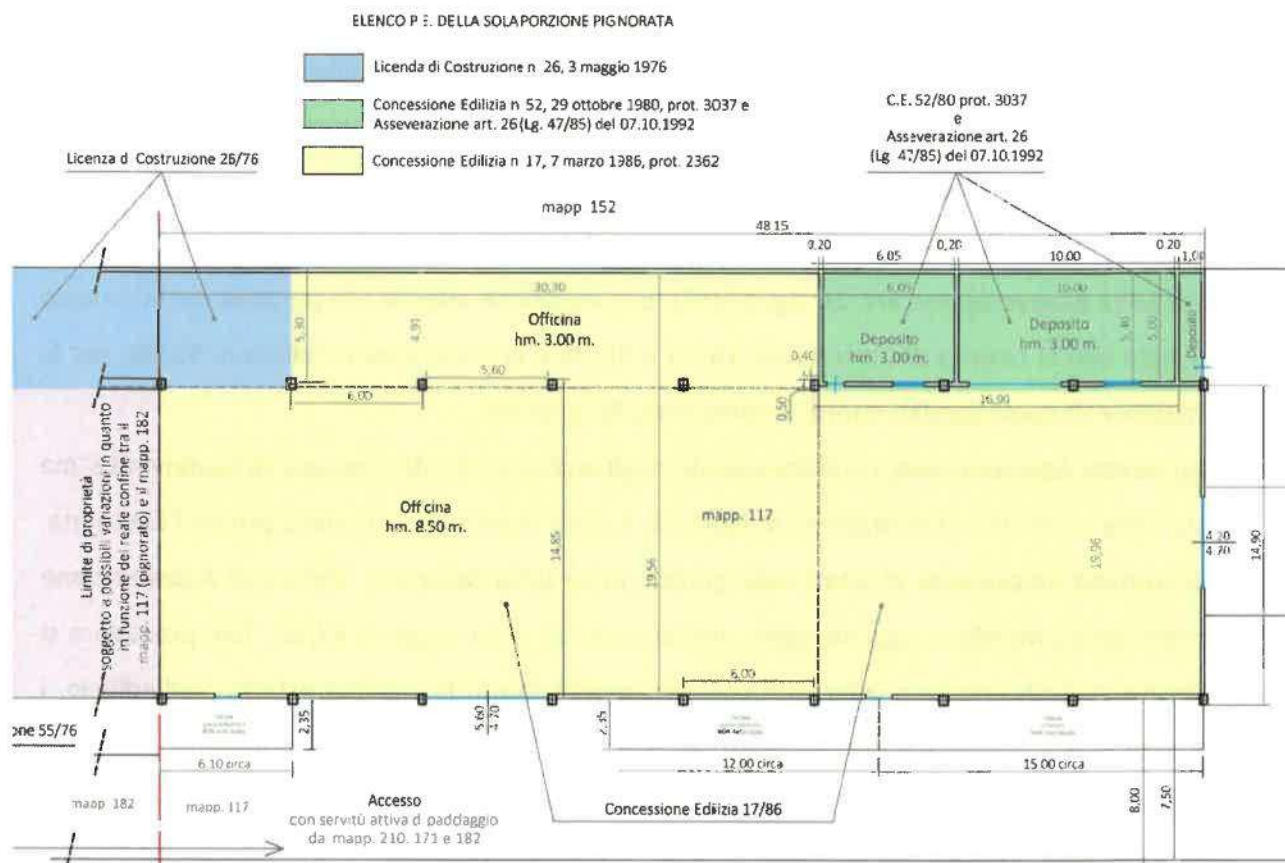 ELENCO P.E. DELLA SOLA PORZIONE PIGNORATA
Licenda di Costruzione n 26, 3 maggio 1976
Concessione Edilizia n 52, 29 ottobre 1980, prot. 3037 e
Asseverazione art. 26 (Lg. 47/85) del 07.10.1992
Concessione Edilizia n 17, 7 marzo 1986, prot. 2362
C.E. 52/80 prot. 3037
e
Asseverazione art. 26
(Lg 47/85) del 07.10.1992
Licenza d Costruzione 26/76
mapp 152
48.15
0,20
0,20
0.20
6.05
10.00
1,00
30,30
6,05
10.00
5,30
4,91
Officina
hm. 3.00 m.
Deposito
hm. 3.00 m.
Deposito
hm. 3.00 m.
5,40
5,00
Deposito
0,40
5,60
6,00
0,50
16,90
Limite di proprietà
soggetto a possibili variazioni in quanto
in funzione del reale confine tra il
mapp. 117 (pignorato) e il mapp. 182
Officina
hm. 8.50 m.
14,85
19,56
mapp. 117
19,96
4.20
4.70
14,90
6,00
one 55/76
2,35
5.60
4.70
2,35
6.10 circa
12.00 circa
15.00 circa
mapp 182
mapp. 117
Accesso
con servitù attiva d paddaggio
da mapp. 210. 171 e 182
Concessione Edilizia 17/86
8,00
7,50